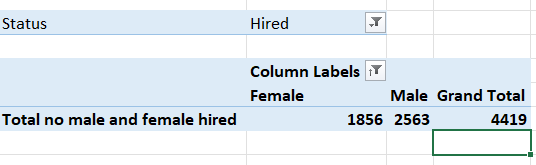 Status Hired
Column Labels
Female Male Grand Total
Total no male and female hired 1856 2563 4419